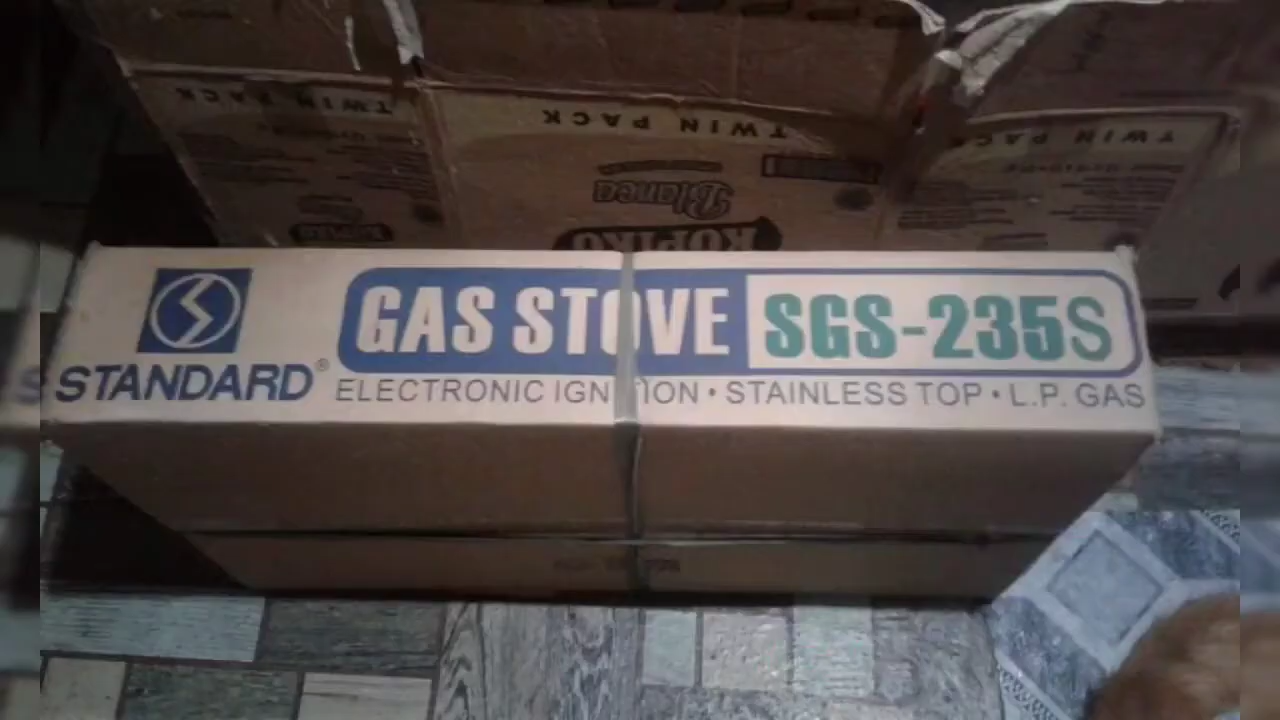 TWIN PACK
TWIN PACK
TWIN PACK
Blanca
KOPIKO
GAS STOVE SGS-235S
STANDARD®
ELECTRONIC IGNITION • STAINLESS TOP • L.P. GAS